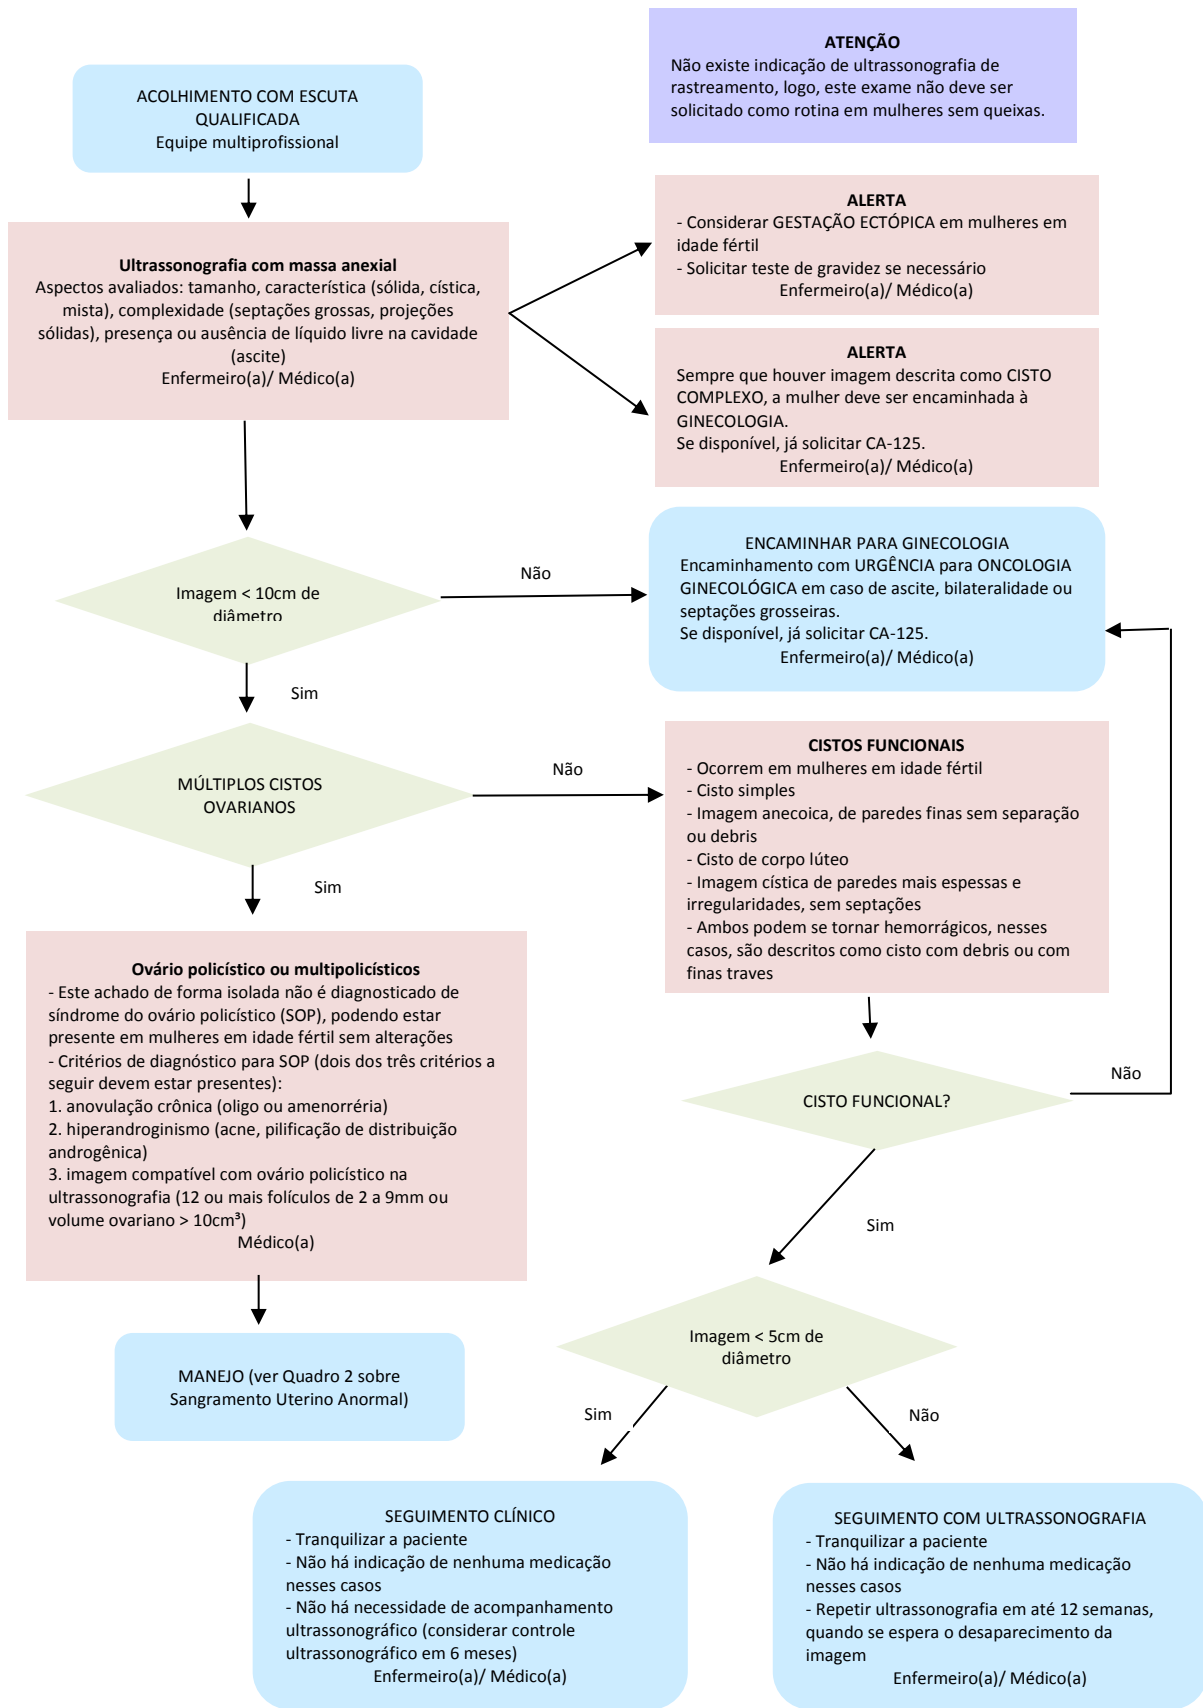 ATENÇÃO
Não existe indicação de ultrassonografia de
rastreamento, logo, este exame não deve ser
solicitado como rotina em mulheres sem queixas.
ACOLHIMENTO COM ESCUTA
QUALIFICADA
Equipe multiprofissional
ALERTA
- Considerar GESTAÇÃO ECTÓPICA em mulheres em
idade fértil
- Solicitar teste de gravidez se necessário
Enfermeiro(a)/ Médico(a)
Ultrassonografia com massa anexial
Aspectos avaliados: tamanho, característica (sólida, cística,
mista), complexidade (septações grossas, projeções
sólidas), presença ou ausência de líquido livre na cavidade
(ascite)
Enfermeiro(a)/ Médico(a)
ALERTA
Sempre que houver imagem descrita como CISTO
COMPLEXO, a mulher deve ser encaminhada à
GINECOLOGIA.
Se disponível, já solicitar CA-125.
Enfermeiro(a)/ Médico(a)
Imagem < 10cm de
diâmetro
Não
ENCAMINHAR PARA GINECOLOGIA
Encaminhamento com URGÊNCIA para ONCOLOGIA
GINECOLÓGICA em caso de ascite, bilateralidade ou
septações grosseiras.
Se disponível, já solicitar CA-125.
Enfermeiro(a)/ Médico(a)
Sim
MÚLTIPLOS CISTOS
OVARIANOS
Não
CISTOS FUNCIONAIS
- Ocorrem em mulheres em idade fértil
- Cisto simples
- Imagem anecoica, de paredes finas sem separação
ou debris
- Cisto de corpo lúteo
- Imagem cística de paredes mais espessas e
irregularidades, sem septações
- Ambos podem se tornar hemorrágicos, nesses
casos, são descritos como cisto com debris ou com
finas traves
Sim
Ovário policístico ou multipolicísticos
- Este achado de forma isolada não é diagnosticado de
síndrome do ovário policístico (SOP), podendo estar
presente em mulheres em idade fértil sem alterações
- Critérios de diagnóstico para SOP (dois dos três critérios a
seguir devem estar presentes):
1. anovulação crônica (oligo ou amenorréria)
2. hiperandroginismo (acne, pilificação de distribuição
androgênica)
3. imagem compatível com ovário policístico na
ultrassonografia (12 ou mais folículos de 2 a 9mm ou
volume ovariano > 10cm³)
Médico(a)
CISTO FUNCIONAL?
Não
Sim
MANEJO (ver Quadro 2 sobre
Sangramento Uterino Anormal)
Imagem < 5cm de
diâmetro
Sim
Não
SEGUIMENTO CLÍNICO
- Tranquilizar a paciente
- Não há indicação de nenhuma medicação
nesses casos
- Não há necessidade de acompanhamento
ultrassonográfico (considerar controle
ultrassonográfico em 6 meses)
Enfermeiro(a)/ Médico(a)
SEGUIMENTO COM ULTRASSONOGRAFIA
- Tranquilizar a paciente
- Não há indicação de nenhuma medicação
nesses casos
- Repetir ultrassonografia em até 12 semanas,
quando se espera o desaparecimento da
imagem
Enfermeiro(a)/ Médico(a)